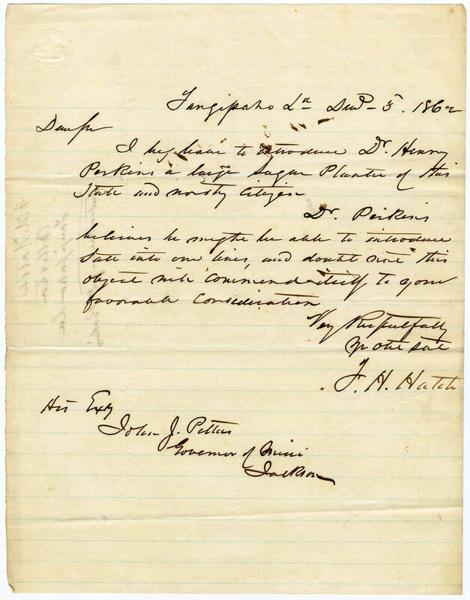 Tangipaho La Decr 5. 1862
Dear Sir
I beg leave to introduce Dr. Henry
Perkins a large Sugar Planter of this
State and worthy Citizen
Dr. Perkins
believes he might be able to introduce
Salt into our lines, and doubt not this
object will commend itself to your
favorable consideration
Very Respectfully
Yr obt Svt
F. H. Hatch
His Exly
John J. Pettus
Governor of Missi
Jackson